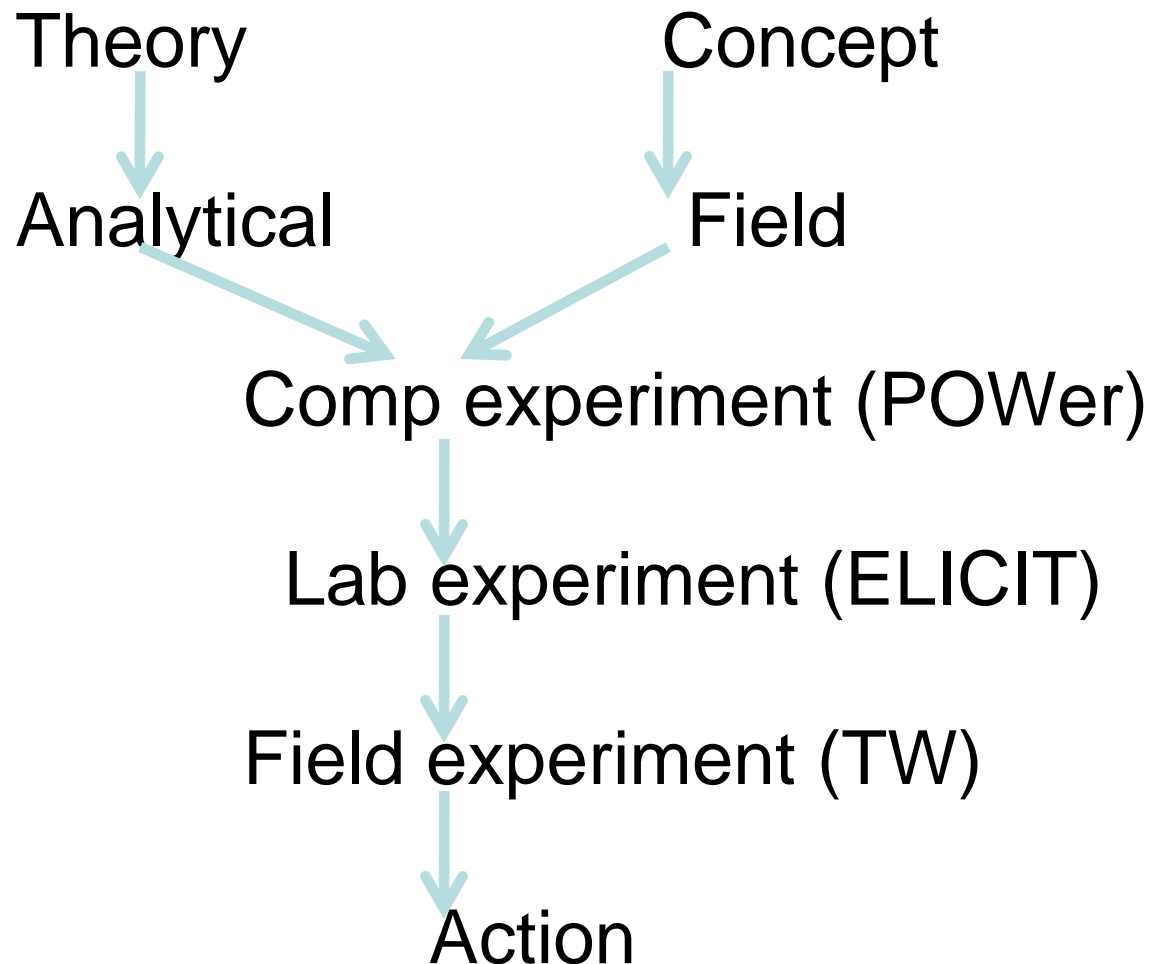 Theory Concept
Analytical Field
Comp experiment (POWer)
Lab experiment (ELICIT)
Field experiment (TW)
Action